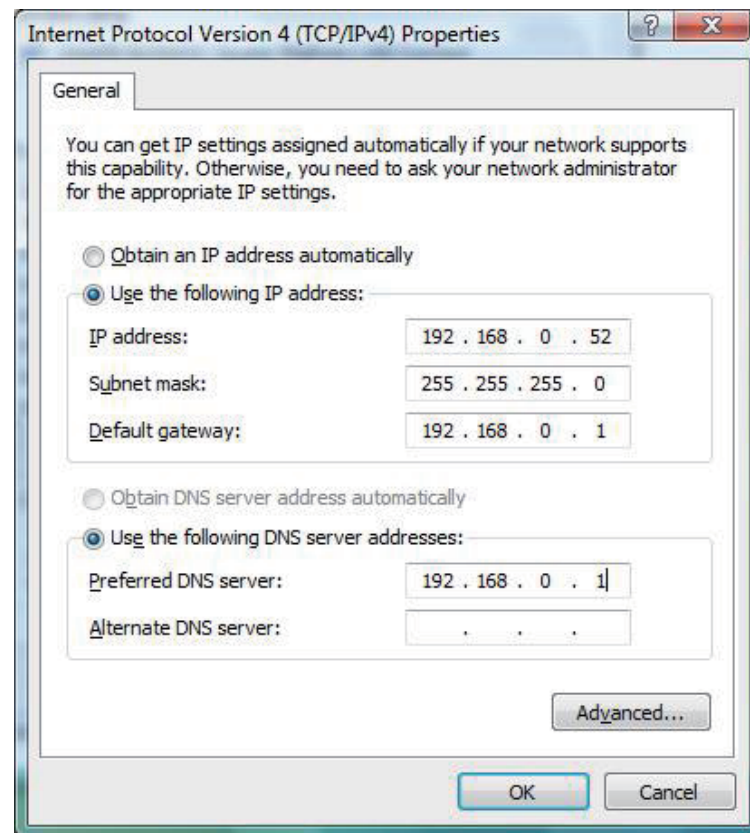 Internet Protocol Version 4 (TCP/IPv4) Properties
General
You can get IP settings assigned automatically if your network supports
this capability. Otherwise, you need to ask your network administrator
for the appropriate IP settings.
Obtain an IP address automatically
Use the following IP address:
IP address: 192 . 168 . 0 . 52
Subnet mask: 255 . 255 . 255 . 0
Default gateway: 192 . 168 . 0 . 1
Obtain DNS server address automatically
Use the following DNS server addresses:
Preferred DNS server: 192 . 168 . 0 . 1
Alternate DNS server: . . .
Advanced...
OK Cancel